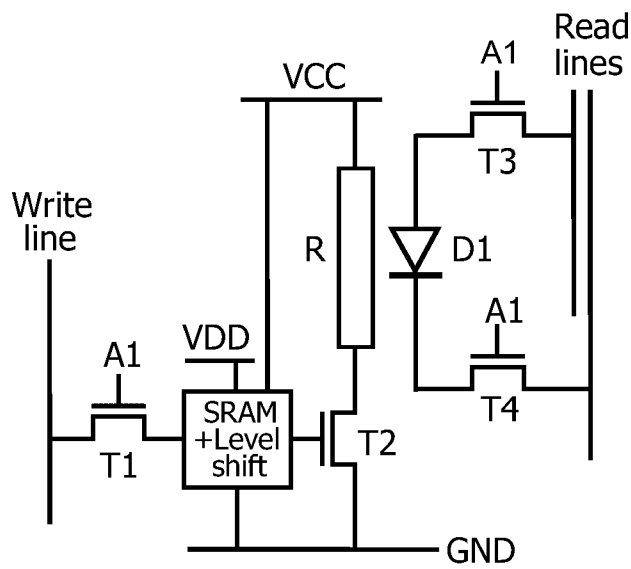 Read
lines
A1
VCC
T3
Write
line
R
D1
A1
VDD
A1
T4
SRAM
+Level
shift
T1
T2
GND